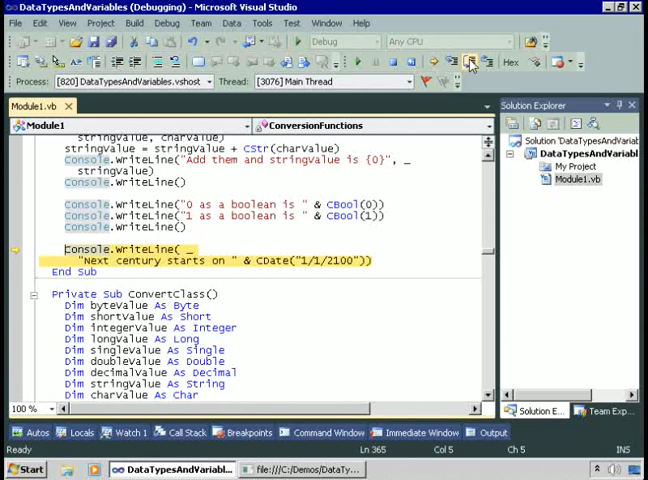 DataTypesAndVariables (Debugging) - Microsoft Visual Studio
File Edit View Project Build Debug Team Data Tools Test Window Help
Debug Any CPU
Hex
Process: [820] DataTypesAndVariables.vshost Thread: [3076] Main Thread
Module1.vb
Solution Explorer
Module1 ConversionFunctions
stringValue, charValue)
stringValue = stringValue + CStr(charValue)
Console.WriteLine("Add them and stringValue is {0}", _
stringValue)
Console.WriteLine()
Console.WriteLine("0 as a boolean is " & CBool(0))
Console.WriteLine("1 as a boolean is " & CBool(1))
Console.WriteLine()
Console.WriteLine( _
"Next century starts on " & CDate("1/1/2100"))
End Sub
Private Sub ConvertClass()
Dim byteValue As Byte
Dim shortValue As Short
Dim integerValue As Integer
Dim longValue As Long
Dim singleValue As Single
Dim doubleValue As Double
Dim decimalValue As Decimal
Dim stringValue As String
Dim charValue As Char
Solution 'DataTypesAndVariab
DataTypesAndVariabl
My Project
Module1.vb
100 %
Solution E... Team Exp...
Autos Locals Watch 1 Call Stack Breakpoints Command Window Immediate Window Output
Ready Ln 365 Col 5 Ch 5 INS
Start DataTypesAndVariabl... file:///C:/Demos/DataTy...